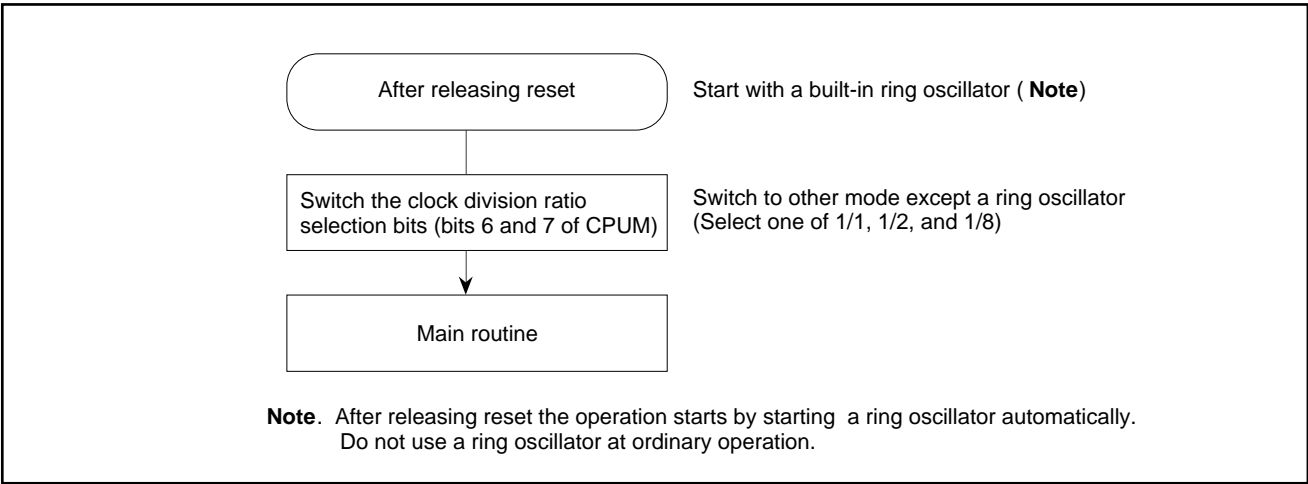 After releasing reset
Start with a built-in ring oscillator ( Note)
Switch the clock division ratio
selection bits (bits 6 and 7 of CPUM)
Switch to other mode except a ring oscillator
(Select one of 1/1, 1/2, and 1/8)
Main routine
Note. After releasing reset the operation starts by starting a ring oscillator automatically.
Do not use a ring oscillator at ordinary operation.